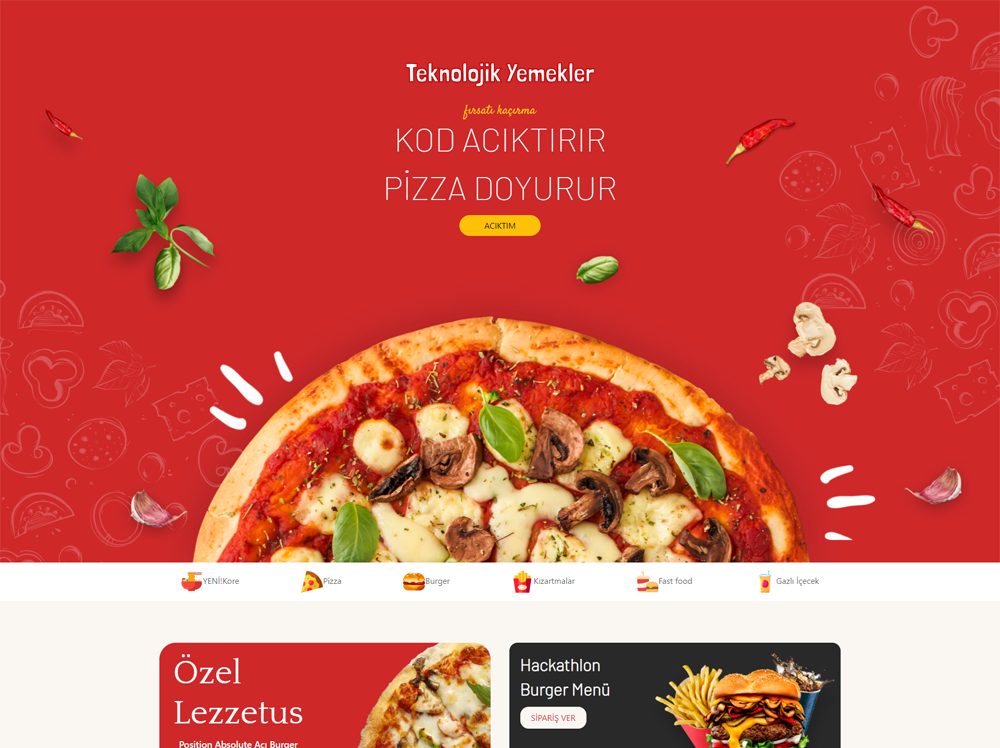 Teknolojik Yemekler
fırsatı kaçırma
KOD ACIKTIRIR
PİZZA DOYURUR
ACIKTIM
YENİ!Kore
Pizza
Burger
Kızartmalar
Fast food
Gazlı İçecek
Özel
Lezzetus
Position Absolute Acı Burger
Hackathlon
Burger Menü
SİPARİŞ VER